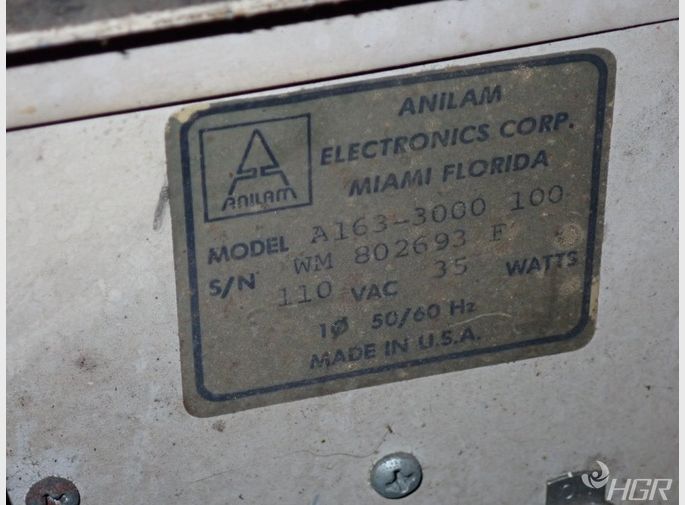 ANILAM
ELECTRONICS CORP.
MIAMI FLORIDA
ANILAM
MODEL A163-3000 100
S/N WM 802693 F
110 VAC 35 WATTS
1Ø 50/60 Hz
MADE IN U.S.A.
HGR